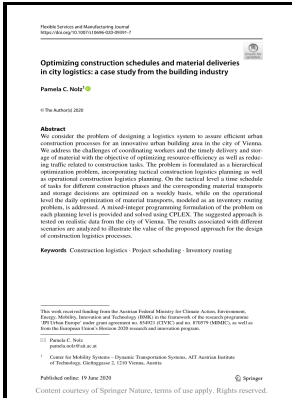 Flexible Services and Manufacturing Journal
https://doi.org/10.1007/s10696-020-09391-7
Optimizing construction schedules and material deliveries
in city logistics: a case study from the building industry
Pamela C. Nolz¹
© The Author(s) 2020
Abstract
We consider the problem of designing a logistics system to assure efficient urban
construction processes for an innovative urban building area in the city of Vienna.
We address the challenges of coordinating workers and the timely delivery and stor-
age of material with the objective of optimizing resource-efficiency as well as reduc-
ing traffic related to construction tasks. The problem is formulated as a hierarchical
optimization problem, incorporating tactical construction logistics planning as well
as operational construction logistics planning. On the tactical level a time schedule
of tasks for different construction phases and the corresponding material transports
and storage decisions are optimized on a weekly basis, while on the operational
level the daily optimization of material transports, modeled as an inventory routing
problem, is addressed. A mixed-integer programming formulation of the problem on
each planning level is provided and solved using CPLEX. The suggested approach is
tested on realistic data from the city of Vienna. The results associated with different
scenarios are analyzed to illustrate the value of the proposed approach for the design
of construction logistics processes.
Keywords Construction logistics · Project scheduling · Inventory routing
This work received funding from the Austrian Federal Ministry for Climate Actions, Environment,
Energy, Mobility, Innovation and Technology (BMK) in the framework of the research programme
'JPI Urban Europe' under grant agreement no. 854921 (CIVIC) and no. 870579 (MIMIC), as well as
from the European Union's Horizon 2020 research and innovation program.
Pamela C. Nolz
pamela.nolz@ait.ac.at
¹ Center for Mobility Systems – Dynamic Transportation Systems, AIT Austrian Institute
of Technology, 1210 Vienna, Austria
Published online: 19 June 2020
Springer
Content courtesy of Springer Nature, terms of use apply. Rights reserved.